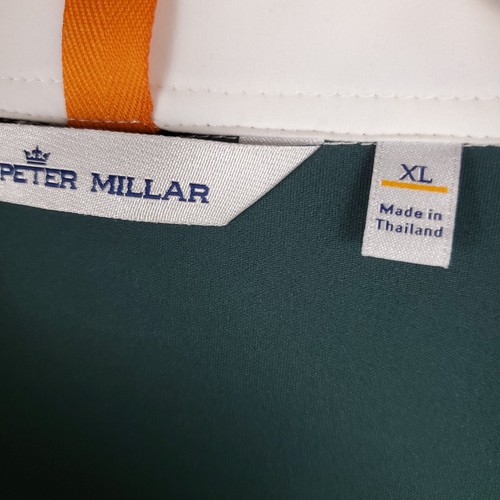 PETER MILLAR
XL
Made in
Thailand